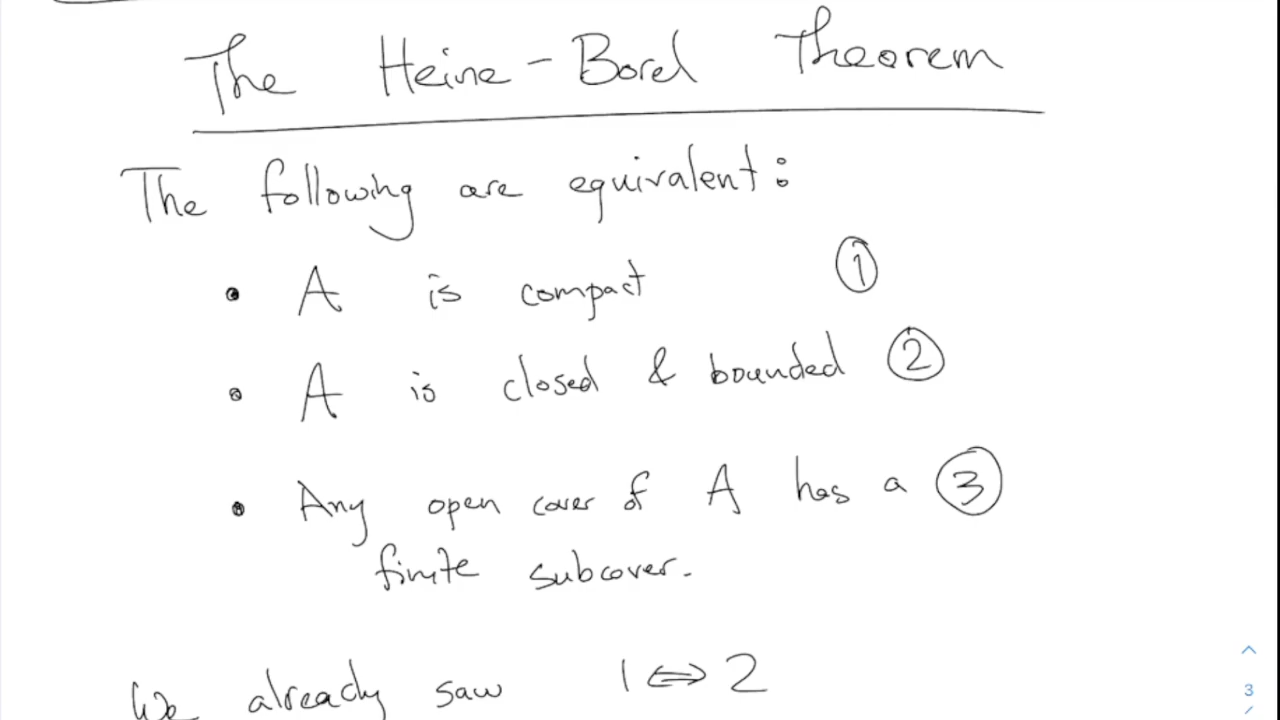 The Heine-Borel Theorem
The following are equivalent:
• A is compact ①
• A is closed & bounded ②
• Any open cover of A has a ③
finite subcover.
We already saw 1 ⇔ 2
3